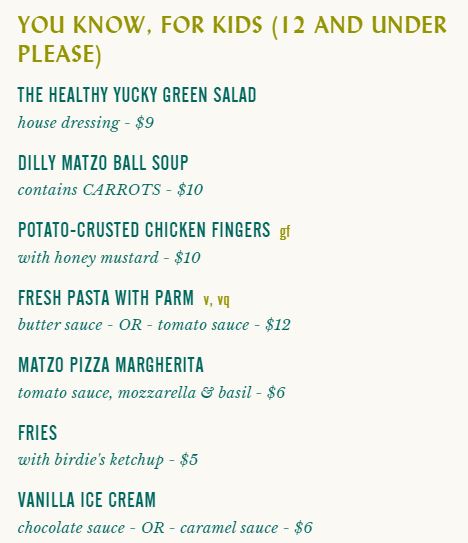 YOU KNOW, FOR KIDS (12 AND UNDER
PLEASE)
THE HEALTHY YUCKY GREEN SALAD
house dressing - $9
DILLY MATZO BALL SOUP
contains CARROTS - $10
POTATO-CRUSTED CHICKEN FINGERS gf
with honey mustard - $10
FRESH PASTA WITH PARM v, vq
butter sauce - OR - tomato sauce - $12
MATZO PIZZA MARGHERITA
tomato sauce, mozzarella & basil - $6
FRIES
with birdie's ketchup - $5
VANILLA ICE CREAM
chocolate sauce - OR - caramel sauce - $6